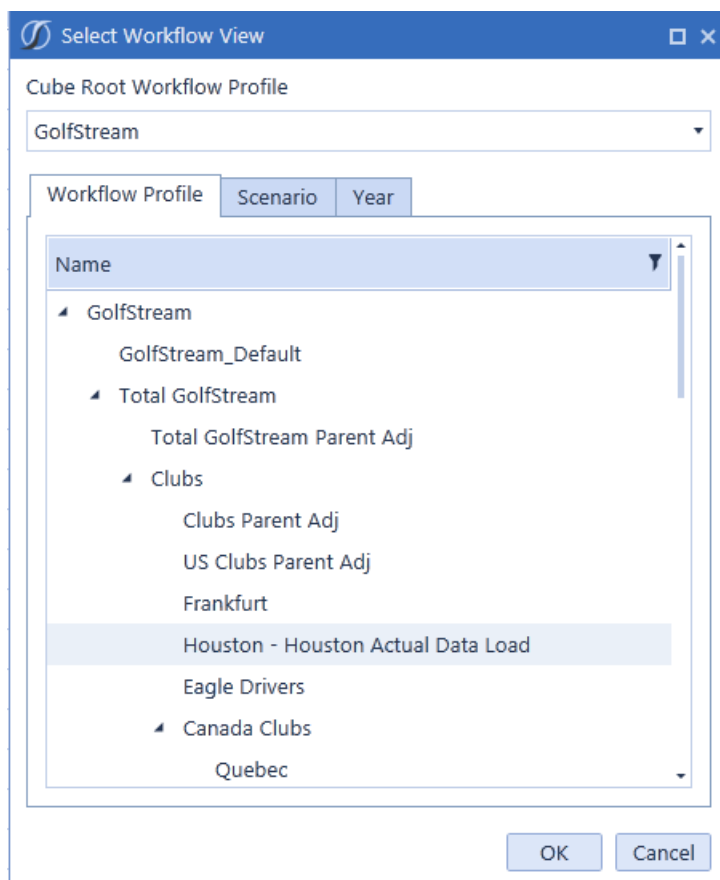 Select Workflow View
Cube Root Workflow Profile
GolfStream
Workflow Profile Scenario Year
Name
GolfStream
GolfStream_Default
Total GolfStream
Total GolfStream Parent Adj
Clubs
Clubs Parent Adj
US Clubs Parent Adj
Frankfurt
Houston - Houston Actual Data Load
Eagle Drivers
Canada Clubs
Quebec
OK Cancel